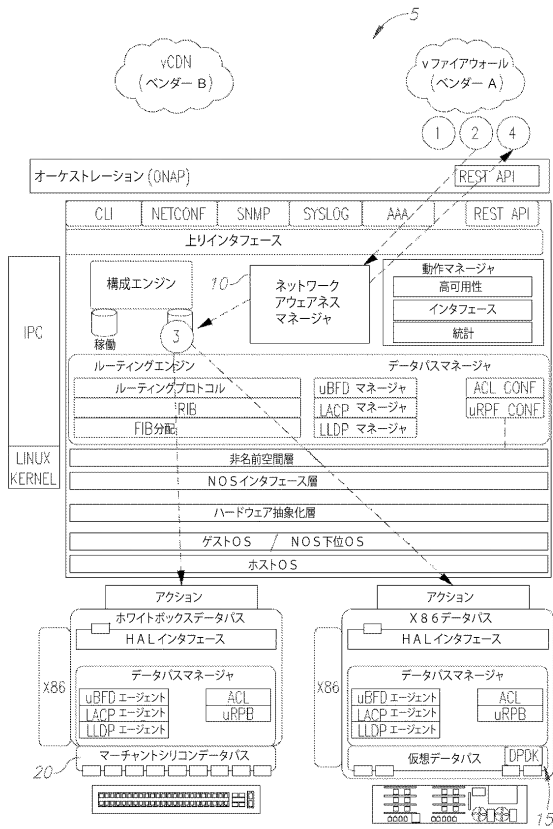 5
vCDN
(ベンダー B)
vファイアウォール
(ベンダー A)
1 2 4
オーケストレーション (ONAP)
REST API
CLI NETCONF SNMP SYSLOG AAA REST API
上りインタフェース
IPC
構成エンジン
稼働
3
10
ネットワーク
アウェアネス
マネージャ
動作マネージャ
高可用性
インタフェース
統計
ルーティングエンジン
ルーティングプロトコル
RIB
FIB分配
データパスマネージャ
uBFD マネージャ
LACP マネージャ
LLDP マネージャ
ACL CONF
uRPF CONF
LINUX
KERNEL
非名前空間層
NOSインタフェース層
ハードウェア抽象化層
ゲストOS / NOS下位OS
ホストOS
アクション
ホワイトボックスデータパス
HALインタフェース
X86
データパスマネージャ
uBFD エージェント
LACP エージェント
LLDP エージェント
ACL
uRPB
20
マーチャントシリコンデータパス
アクション
X86データパス
HALインタフェース
X86
データパスマネージャ
uBFD エージェント
LACP エージェント
LLDP エージェント
ACL
uRPB
仮想データパス
DPDK
15